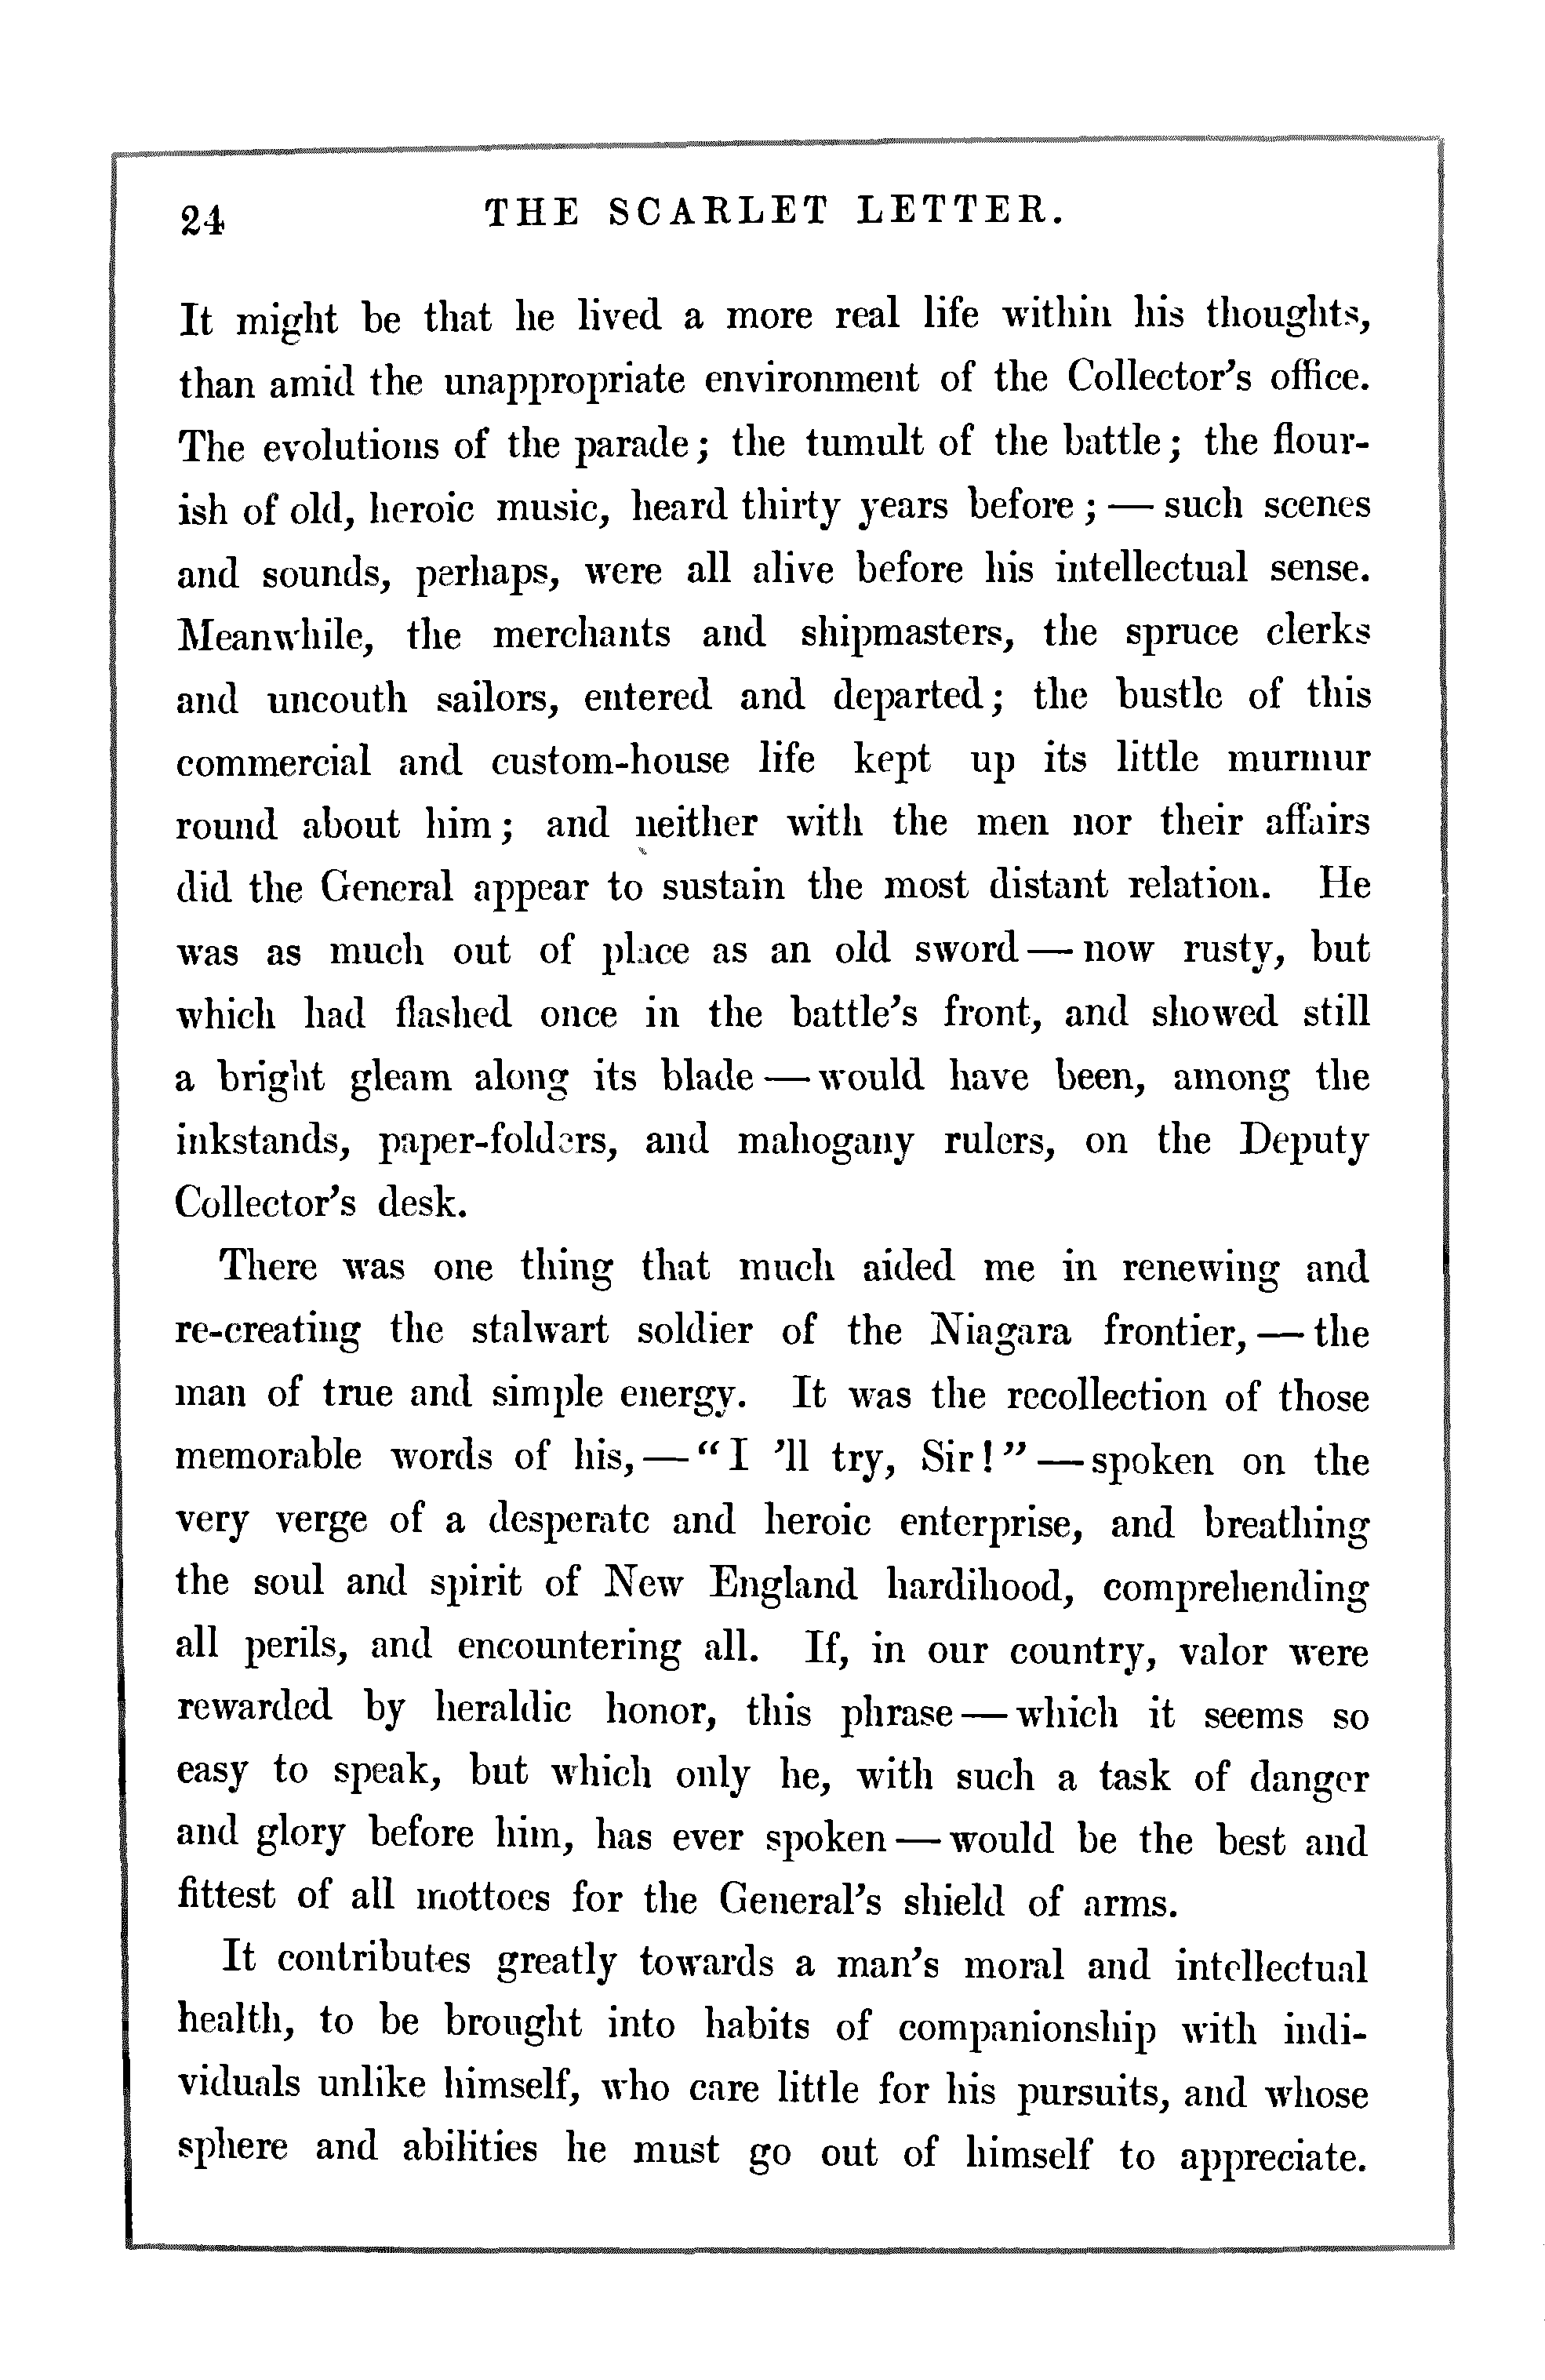 24 THE SCARLET LETTER.
It might be that he lived a more real life within his thoughts,
than amid the unappropriate environment of the Collector's office.
The evolutions of the parade; the tumult of the battle; the flour-
ish of old, heroic music, heard thirty years before; — such scenes
and sounds, perhaps, were all alive before his intellectual sense.
Meanwhile, the merchants and shipmasters, the spruce clerks
and uncouth sailors, entered and departed; the bustle of this
commercial and custom-house life kept up its little murmur
round about him; and neither with the men nor their affairs
did the General appear to sustain the most distant relation. He
was as much out of place as an old sword — now rusty, but
which had flashed once in the battle's front, and showed still
a bright gleam along its blade — would have been, among the
inkstands, paper-folders, and mahogany rulers, on the Deputy
Collector's desk.
There was one thing that much aided me in renewing and
re-creating the stalwart soldier of the Niagara frontier, — the
man of true and simple energy. It was the recollection of those
memorable words of his, — “I ’ll try, Sir!” — spoken on the
very verge of a desperate and heroic enterprise, and breathing
the soul and spirit of New England hardihood, comprehending
all perils, and encountering all. If, in our country, valor were
rewarded by heraldic honor, this phrase — which it seems so
easy to speak, but which only he, with such a task of danger
and glory before him, has ever spoken — would be the best and
fittest of all mottoes for the General's shield of arms.
It contributes greatly towards a man's moral and intellectual
health, to be brought into habits of companionship with indi-
viduals unlike himself, who care little for his pursuits, and whose
sphere and abilities he must go out of himself to appreciate.